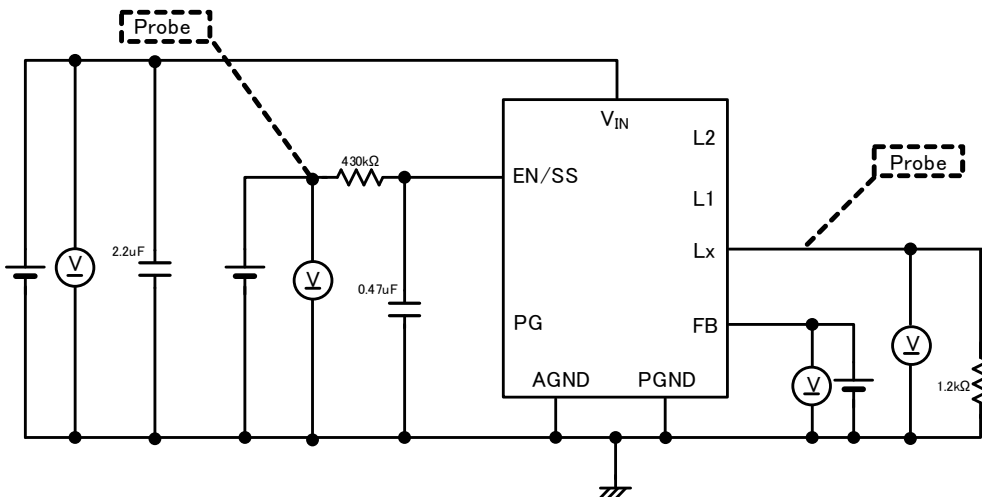 Probe
VIN
L2
430kΩ
Probe
EN/SS
L1
V
2.2uF
V
Lx
0.47uF
PG
FB
V
V
1.2kΩ
AGND
PGND